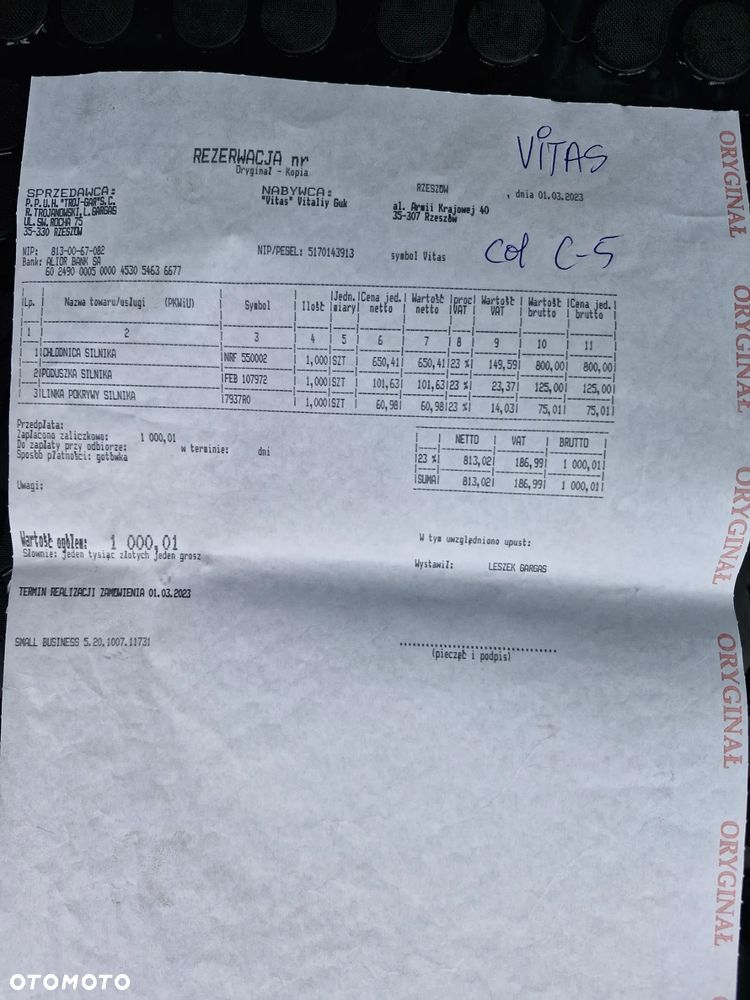 REZERWACJA nr
Oryginał - Kopia
VITAS
SPRZEDAWCA:
P.P.U.H. "TROJ-GAR"S.C.
R.TROJANOWSKI,L.GARGAS
UL.ŚW.ROCHA 75
35-330 RZESZÓW
NABYWCA:
"Vitas" Vitaliy Guk
RZESZÓW
, dnia 01.03.2023
al. Armii Krajowej 40
35-307 Rzeszów
NIP: 813-00-67-082
NIP/PESEL: 5170143913
symbol Vitas
Col C-5
Bank: ALIOR BANK SA
60 2490 0005 0000 4530 5463 6677
Lp. Nazwa towaru/usługi (PKWiU) Symbol Ilość Jedn. miary Cena jed. netto Wartość netto proc VAT Wartość VAT Wartość brutto Cena jed. brutto
1 2 3 4 5 6 7 8 9 10 11
1 CHŁODNICA SILNIKA NRF 550002 1,000 SZT 650,41 650,41 23 % 149,59 800,00 800,00
2 PODUSZKA SILNIKA FEB 107972 1,000 SZT 101,63 101,63 23 % 23,37 125,00 125,00
3 LINKA POKRYWY SILNIKA 7937R0 1,000 SZT 60,98 60,98 23 % 14,03 75,01 75,01
Przedpłata:
Zapłacono zaliczkowo: 1 000,01
Do zapłaty przy odbiorze: w terminie: dni
Sposób płatności: gotówka
NETTO VAT BRUTTO
23 % 813,02 186,99 1 000,01
SUMA 813,02 186,99 1 000,01
Uwagi:
Wartość ogółem: 1 000,01
Słownie: jeden tysiąc złotych jeden grosz
W tym uwzględniono upust:
Wystawił: LESZEK GARGAS
TERMIN REALIZACJI ZAMÓWIENIA 01.03.2023
SMALL BUSINESS 5.20.1007.11731
(pieczęć i podpis)
ORYGINAŁ
ORYGINAŁ
ORYGINAŁ
ORYGINAŁ
ORYGINAŁ
OTOMOTO